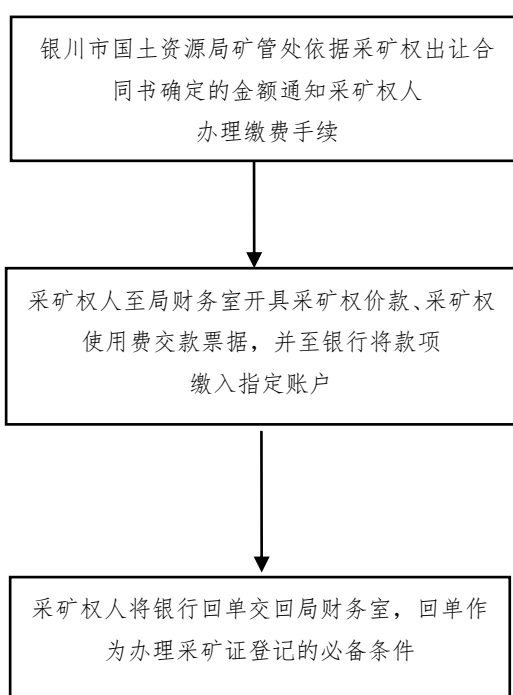 银川市国土资源局矿管处依据采矿权出让合
同书确定的金额通知采矿权人
办理缴费手续
采矿权人至局财务室开具采矿权价款、采矿权
使用费交款票据，并至银行将款项
缴入指定账户
采矿权人将银行回单交回局财务室，回单作
为办理采矿证登记的必备条件